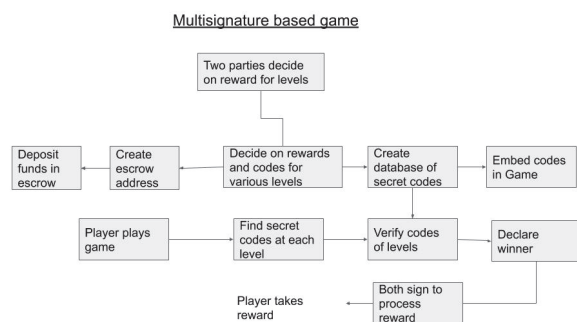 Multisignature based game
Two parties decide
on reward for levels
Deposit
funds in
escrow
Create
escrow
address
Decide on rewards
and codes for
various levels
Create
database of
secret codes
Embed codes
in Game
Player plays
game
Find secret
codes at each
level
Verify codes
of levels
Declare
winner
Player takes
reward
Both sign to
process
reward